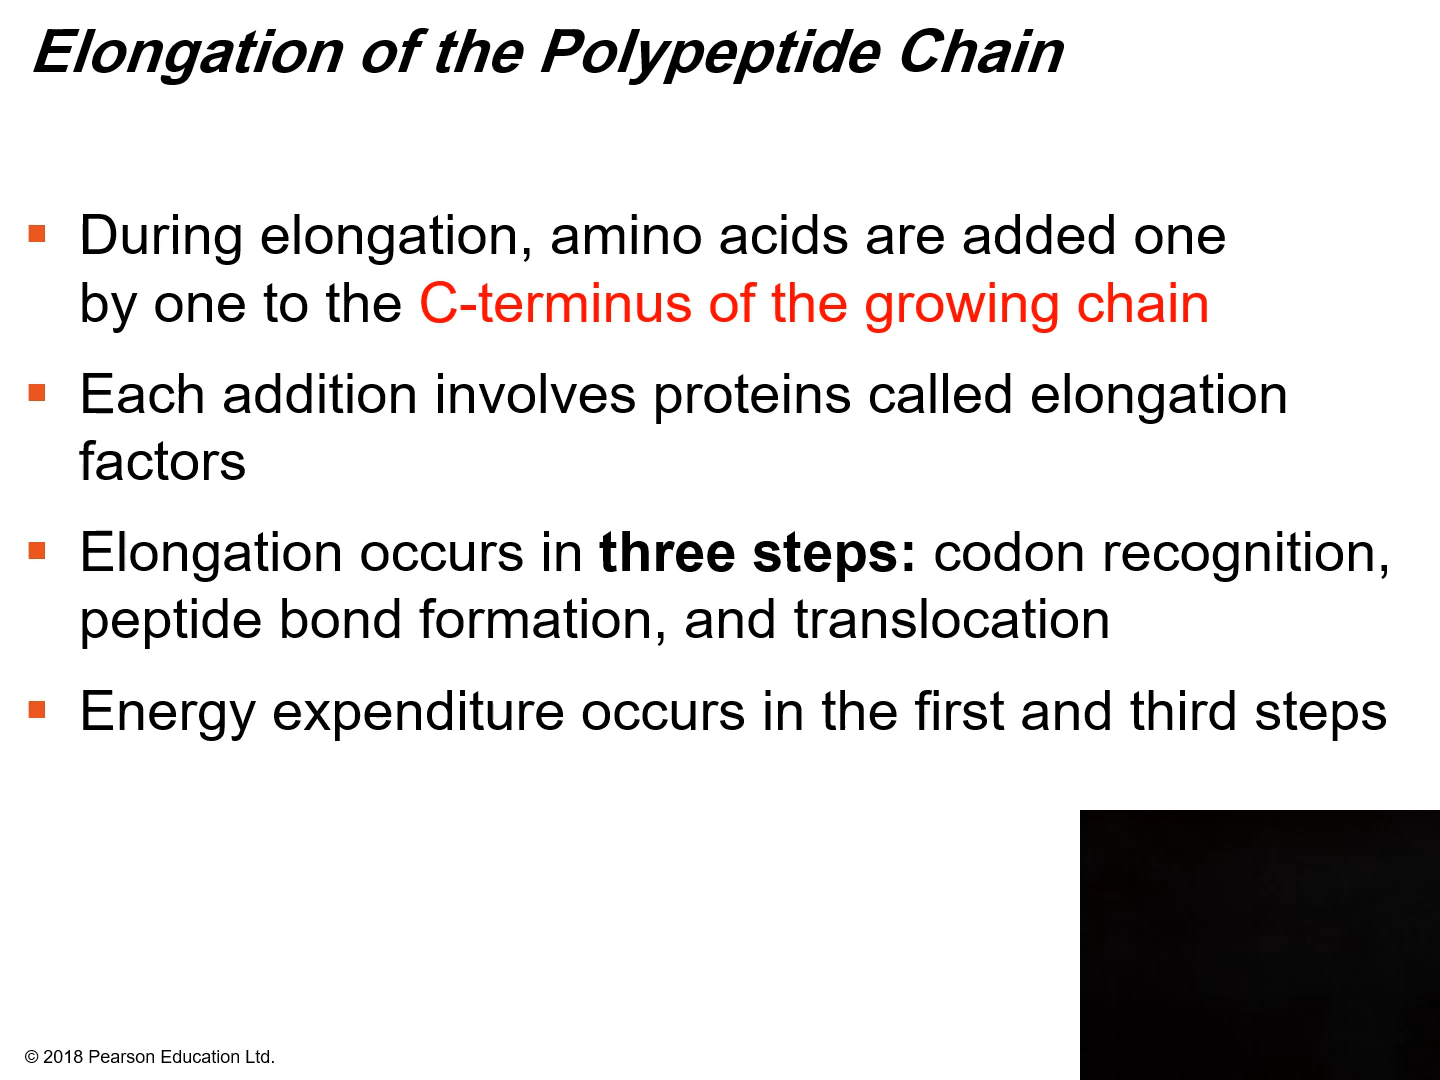 Elongation of the Polypeptide Chain
During elongation, amino acids are added one
by one to the C-terminus of the growing chain
Each addition involves proteins called elongation
factors
Elongation occurs in three steps: codon recognition,
peptide bond formation, and translocation
Energy expenditure occurs in the first and third steps
© 2018 Pearson Education Ltd.